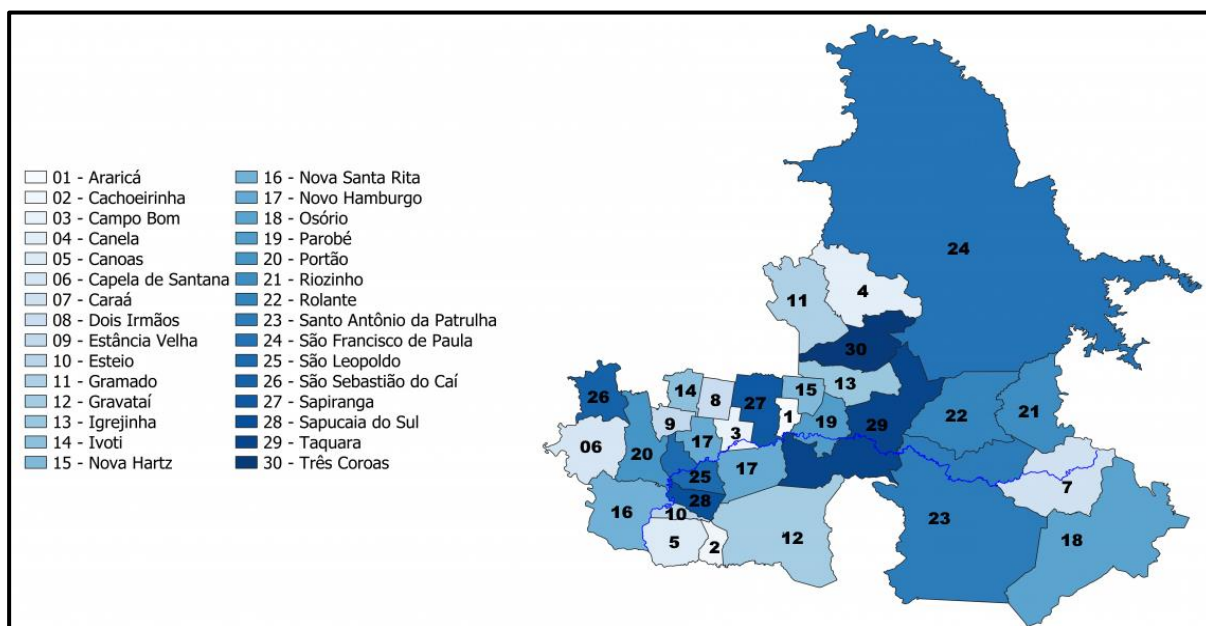 01 - Araricá
02 - Cachoeirinha
03 - Campo Bom
04 - Canela
05 - Canoas
06 - Capela de Santana
07 - Caraá
08 - Dois Irmãos
09 - Estância Velha
10 - Esteio
11 - Gramado
12 - Gravataí
13 - Igrejinha
14 - Ivoti
15 - Nova Hartz
16 - Nova Santa Rita
17 - Novo Hamburgo
18 - Osório
19 - Parobé
20 - Portão
21 - Riozinho
22 - Rolante
23 - Santo Antônio da Patrulha
24 - São Francisco de Paula
25 - São Leopoldo
26 - São Sebastião do Caí
27 - Sapiranga
28 - Sapucaia do Sul
29 - Taquara
30 - Três Coroas
24
4
11
30
13
26
14
8
27
15
1
19
29
22
21
9
3
17
06
20
25
17
7
28
16
10
23
5
2
12
18